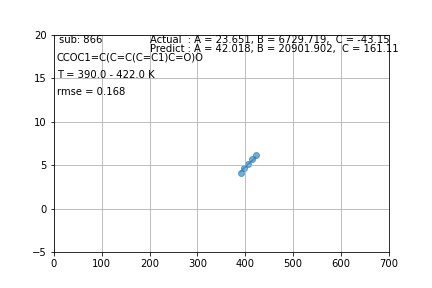 sub: 866
Actual : A = 23.651, B = 6729.719, C = -43.15
Predict : A = 42.018, B = 20901.902, C = 161.11
CCOC1=C(C=C(C=C1)C=O)O
T = 390.0 - 422.0 K
rmse = 0.168
20
15
10
5
0
−5
0 100 200 300 400 500 600 700